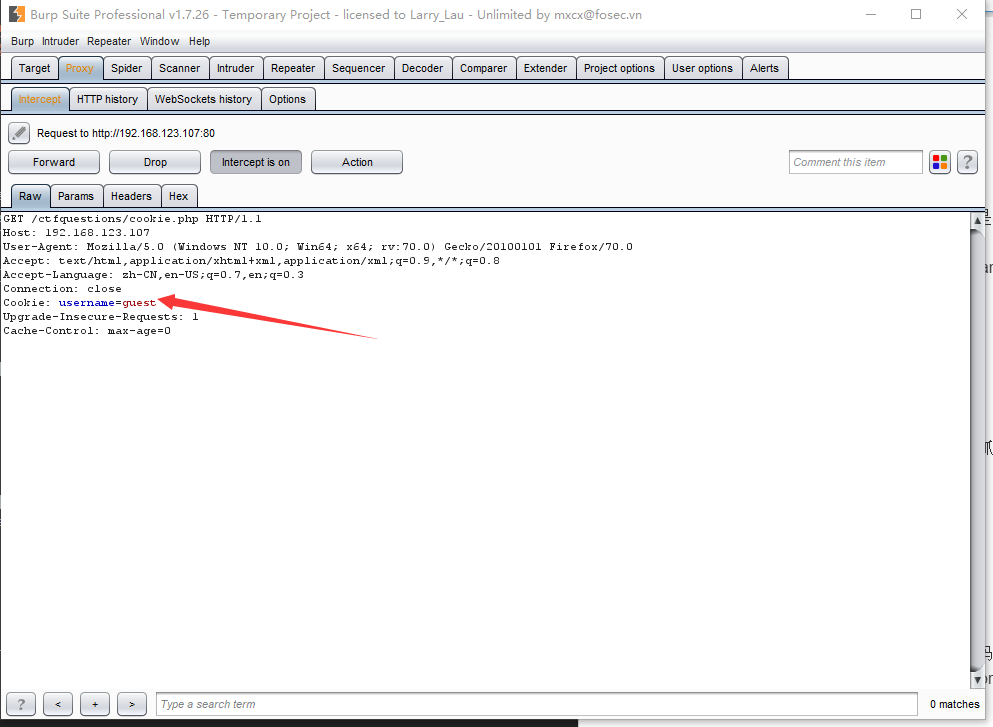 Burp Suite Professional v1.7.26 - Temporary Project - licensed to Larry_Lau - Unlimited by mxcx@fosec.vn
Burp Intruder Repeater Window Help
Target Proxy Spider Scanner Intruder Repeater Sequencer Decoder Comparer Extender Project options User options Alerts
Intercept HTTP history WebSockets history Options
Request to http://192.168.123.107:80
Forward Drop Intercept is on Action Comment this item ?
Raw Params Headers Hex
GET /ctfquestions/cookie.php HTTP/1.1
Host: 192.168.123.107
User-Agent: Mozilla/5.0 (Windows NT 10.0; Win64; x64; rv:70.0) Gecko/20100101 Firefox/70.0
Accept: text/html,application/xhtml+xml,application/xml;q=0.9,*/*;q=0.8
Accept-Language: zh-CN,en-US;q=0.7,en;q=0.3
Connection: close
Cookie: username=guest
Upgrade-Insecure-Requests: 1
Cache-Control: max-age=0
? < + > Type a search term 0 matches